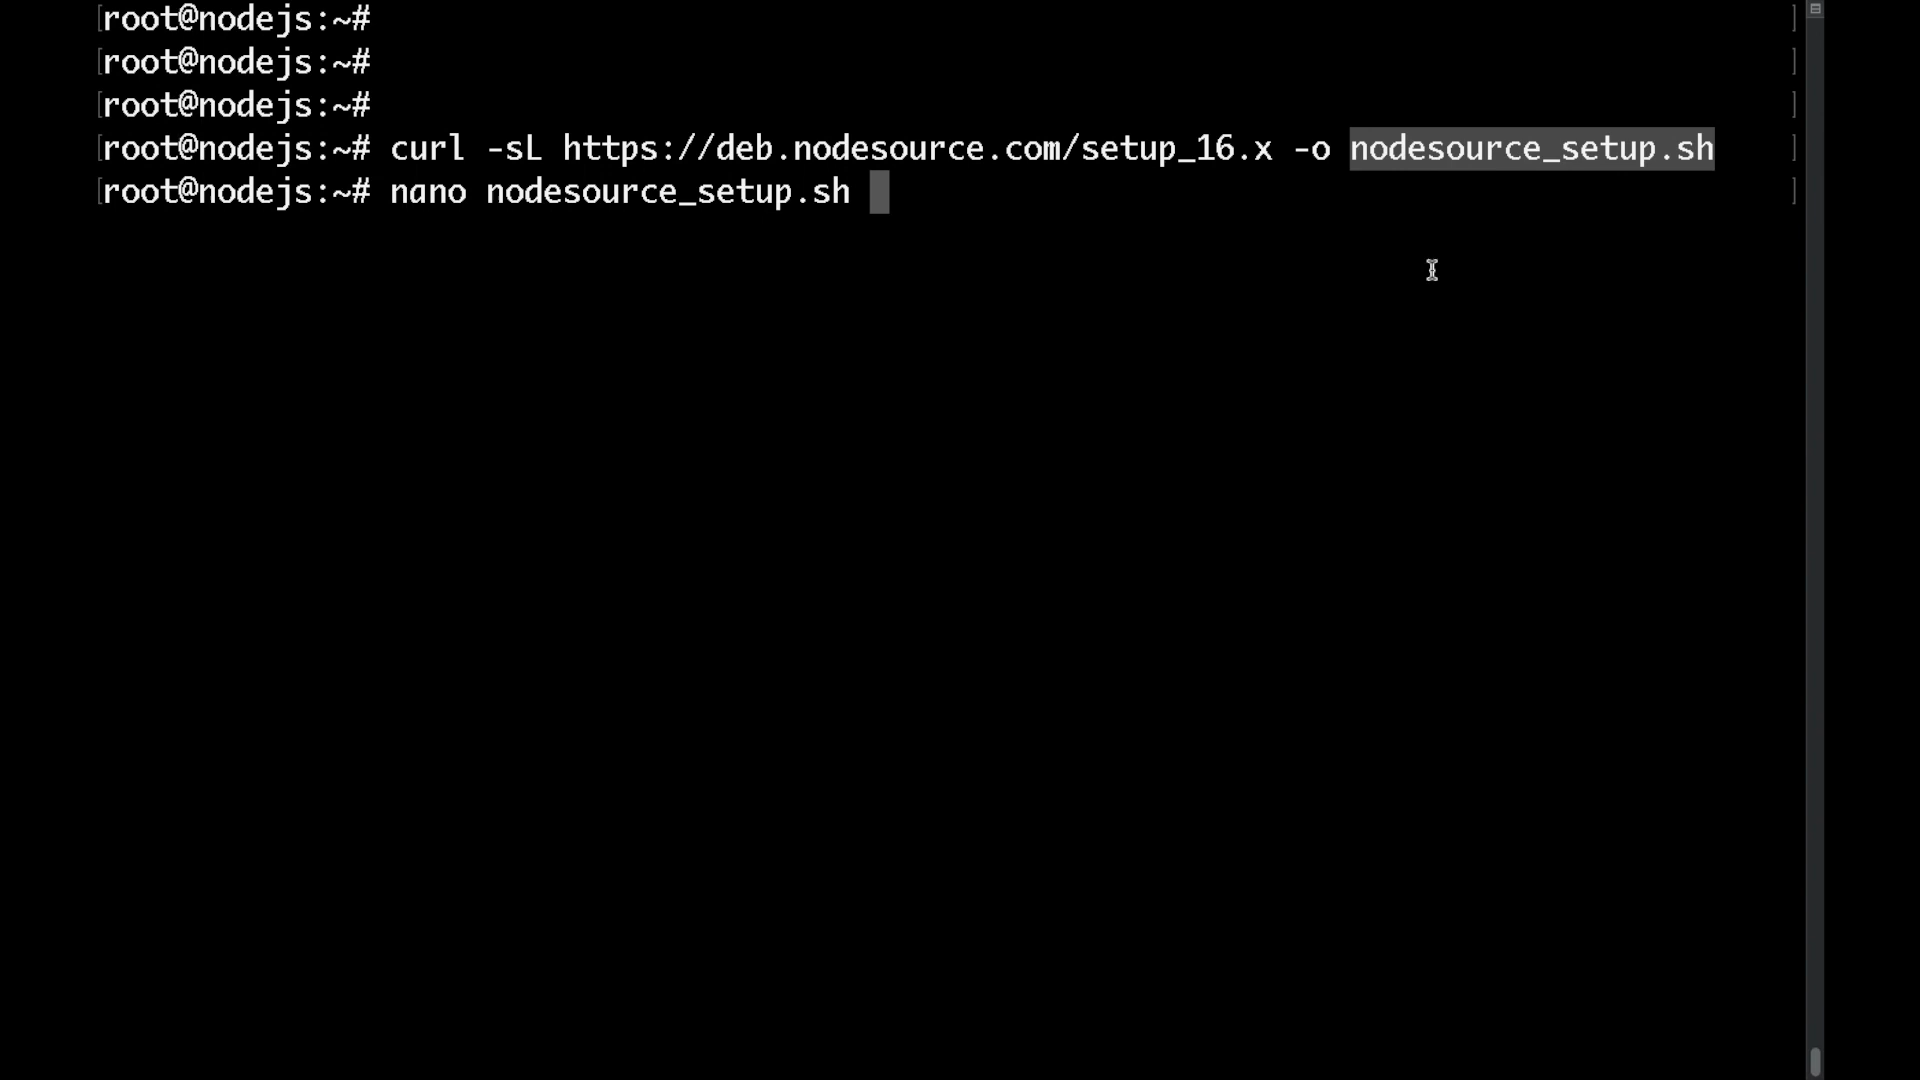 [root@nodejs:~# ]
[root@nodejs:~# ]
[root@nodejs:~# ]
[root@nodejs:~# curl -sL https://deb.nodesource.com/setup_16.x -o nodesource_setup.sh ]
[root@nodejs:~# nano nodesource_setup.sh ]